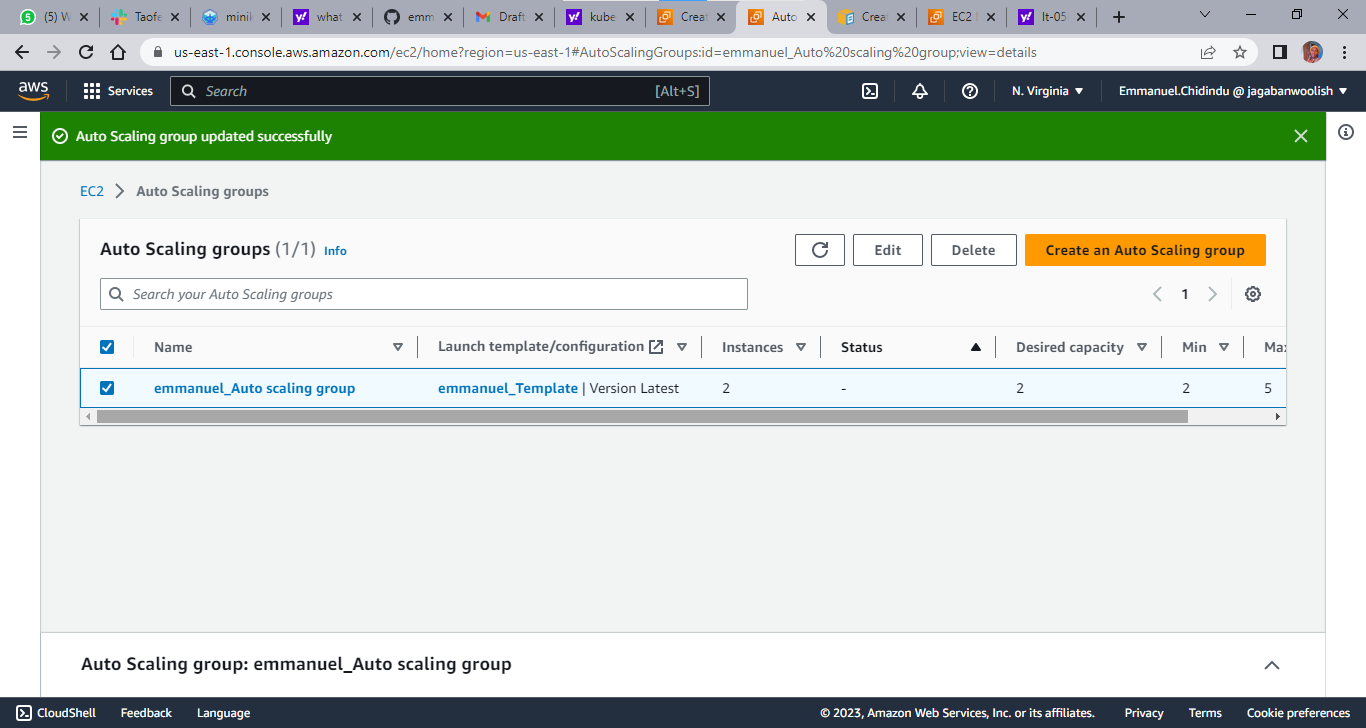 (5) W
Taofe
minik
what
emm
Draft
kube
Creat
Auto
Creat
EC2
lt-05
us-east-1.console.aws.amazon.com/ec2/home?region=us-east-1#AutoScalingGroups:id=emmanuel_Auto%20scaling%20group;view=details
aws
Services
Search
[Alt+S]
N. Virginia
Emmanuel.Chidindu @ jagabanwoolish
Auto Scaling group updated successfully
EC2 > Auto Scaling groups
Auto Scaling groups (1/1) Info
Edit
Delete
Create an Auto Scaling group
Search your Auto Scaling groups
1
Name Launch template/configuration Instances Status Desired capacity Min Max
emmanuel_Auto scaling group emmanuel_Template | Version Latest 2 - 2 2 5
Auto Scaling group: emmanuel_Auto scaling group
CloudShell Feedback Language © 2023, Amazon Web Services, Inc. or its affiliates. Privacy Terms Cookie preferences